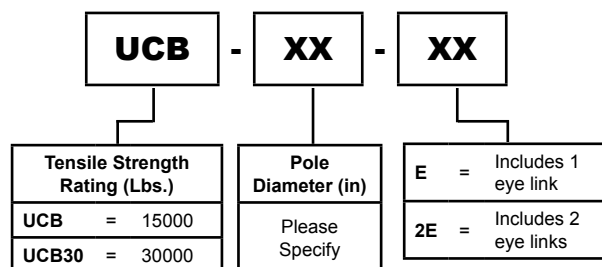 UCB - XX - XX
Tensile Strength
Rating (Lbs.)
UCB = 15000
UCB30 = 30000
Pole
Diameter (in)
Please
Specify
E = Includes 1
eye link
2E = Includes 2
eye links